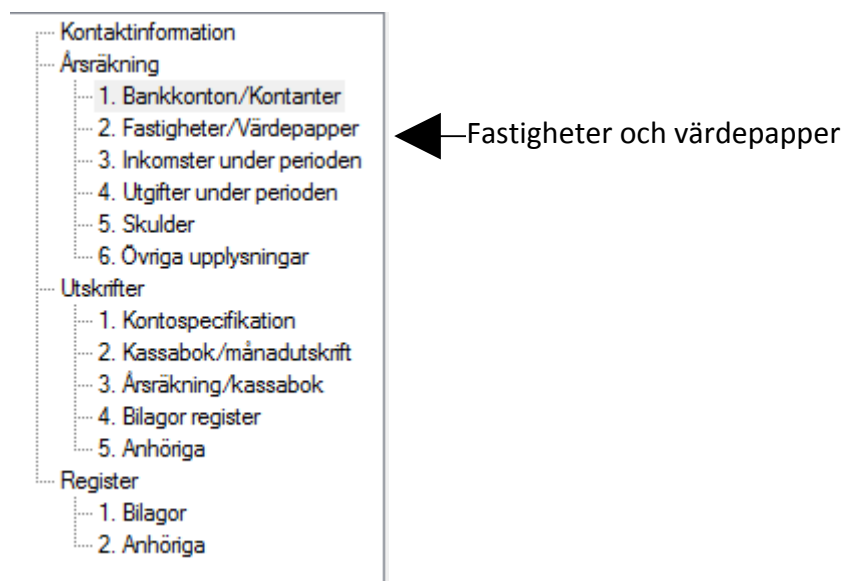 Kontaktinformation
Årsräkning
1. Bankkonton/Kontanter
2. Fastigheter/Värdepapper
Fastigheter och värdepapper
3. Inkomster under perioden
4. Utgifter under perioden
5. Skulder
6. Övriga upplysningar
Utskrifter
1. Kontospecifikation
2. Kassabok/månadutskrift
3. Årsräkning/kassabok
4. Bilagor register
5. Anhöriga
Register
1. Bilagor
2. Anhöriga